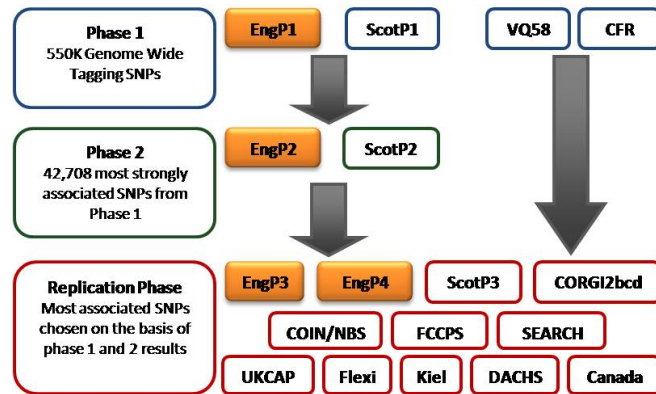 Phase 1
550K Genome Wide
Tagging SNPs
EngP1
ScotP1
VQ58
CFR
Phase 2
42,708 most strongly
associated SNPs from
Phase 1
EngP2
ScotP2
Replication Phase
Most associated SNPs
chosen on the basis of
phase 1 and 2 results
EngP3
EngP4
ScotP3
CORGI2bcd
COIN/NBS
FCCPS
SEARCH
UKCAP
Flexi
Kiel
DACHS
Canada